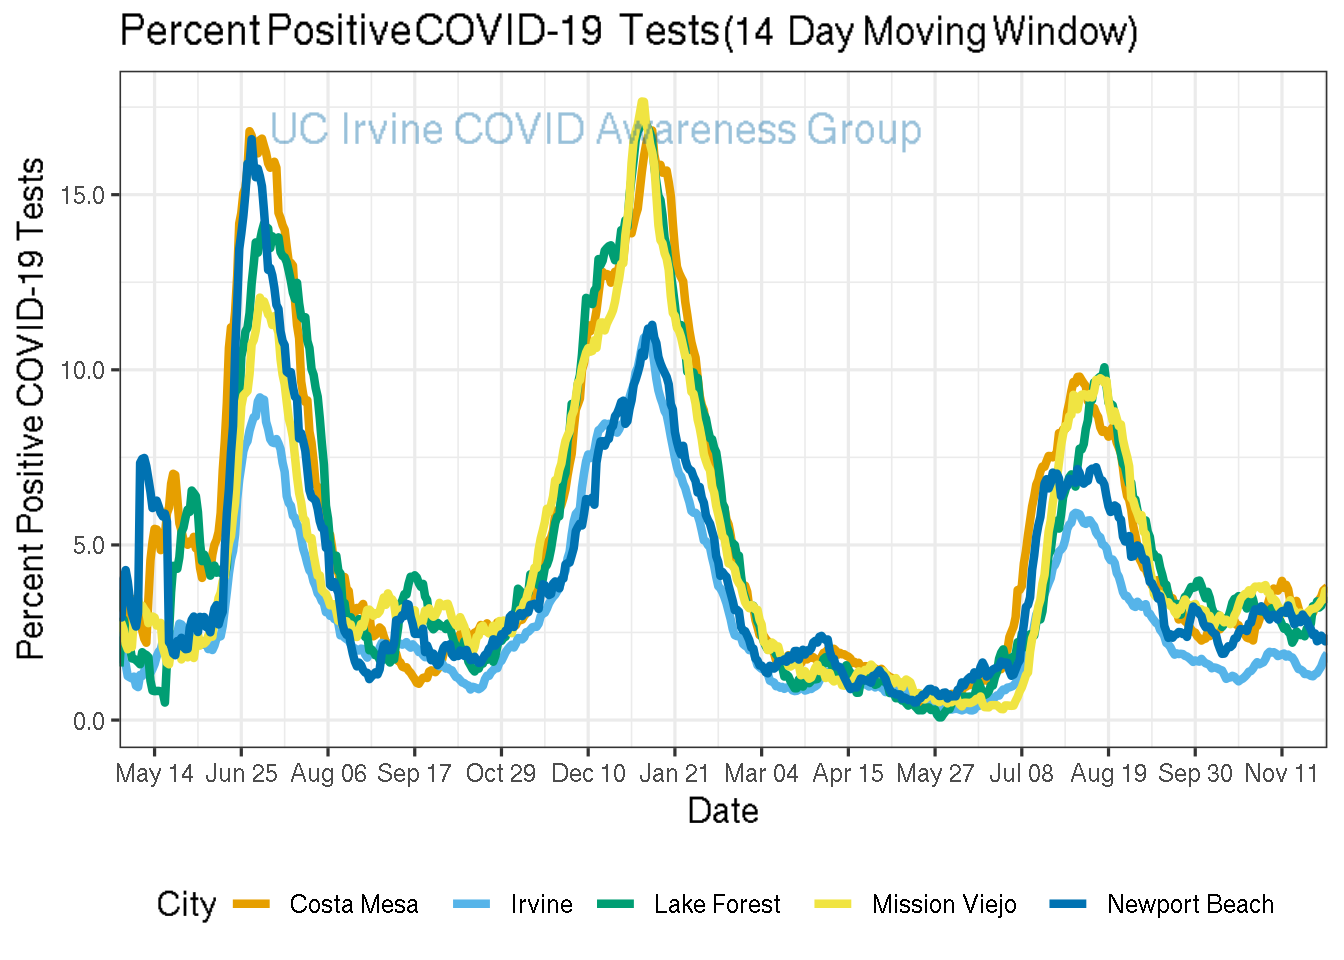 Percent Positive COVID-19 Tests (14 Day Moving Window)
UC Irvine COVID Awareness Group
Percent Positive COVID-19 Tests
15.0
10.0
5.0
0.0
May 14 Jun 25 Aug 06 Sep 17 Oct 29 Dec 10 Jan 21 Mar 04 Apr 15 May 27 Jul 08 Aug 19 Sep 30 Nov 11
Date
City Costa Mesa Irvine Lake Forest Mission Viejo Newport Beach